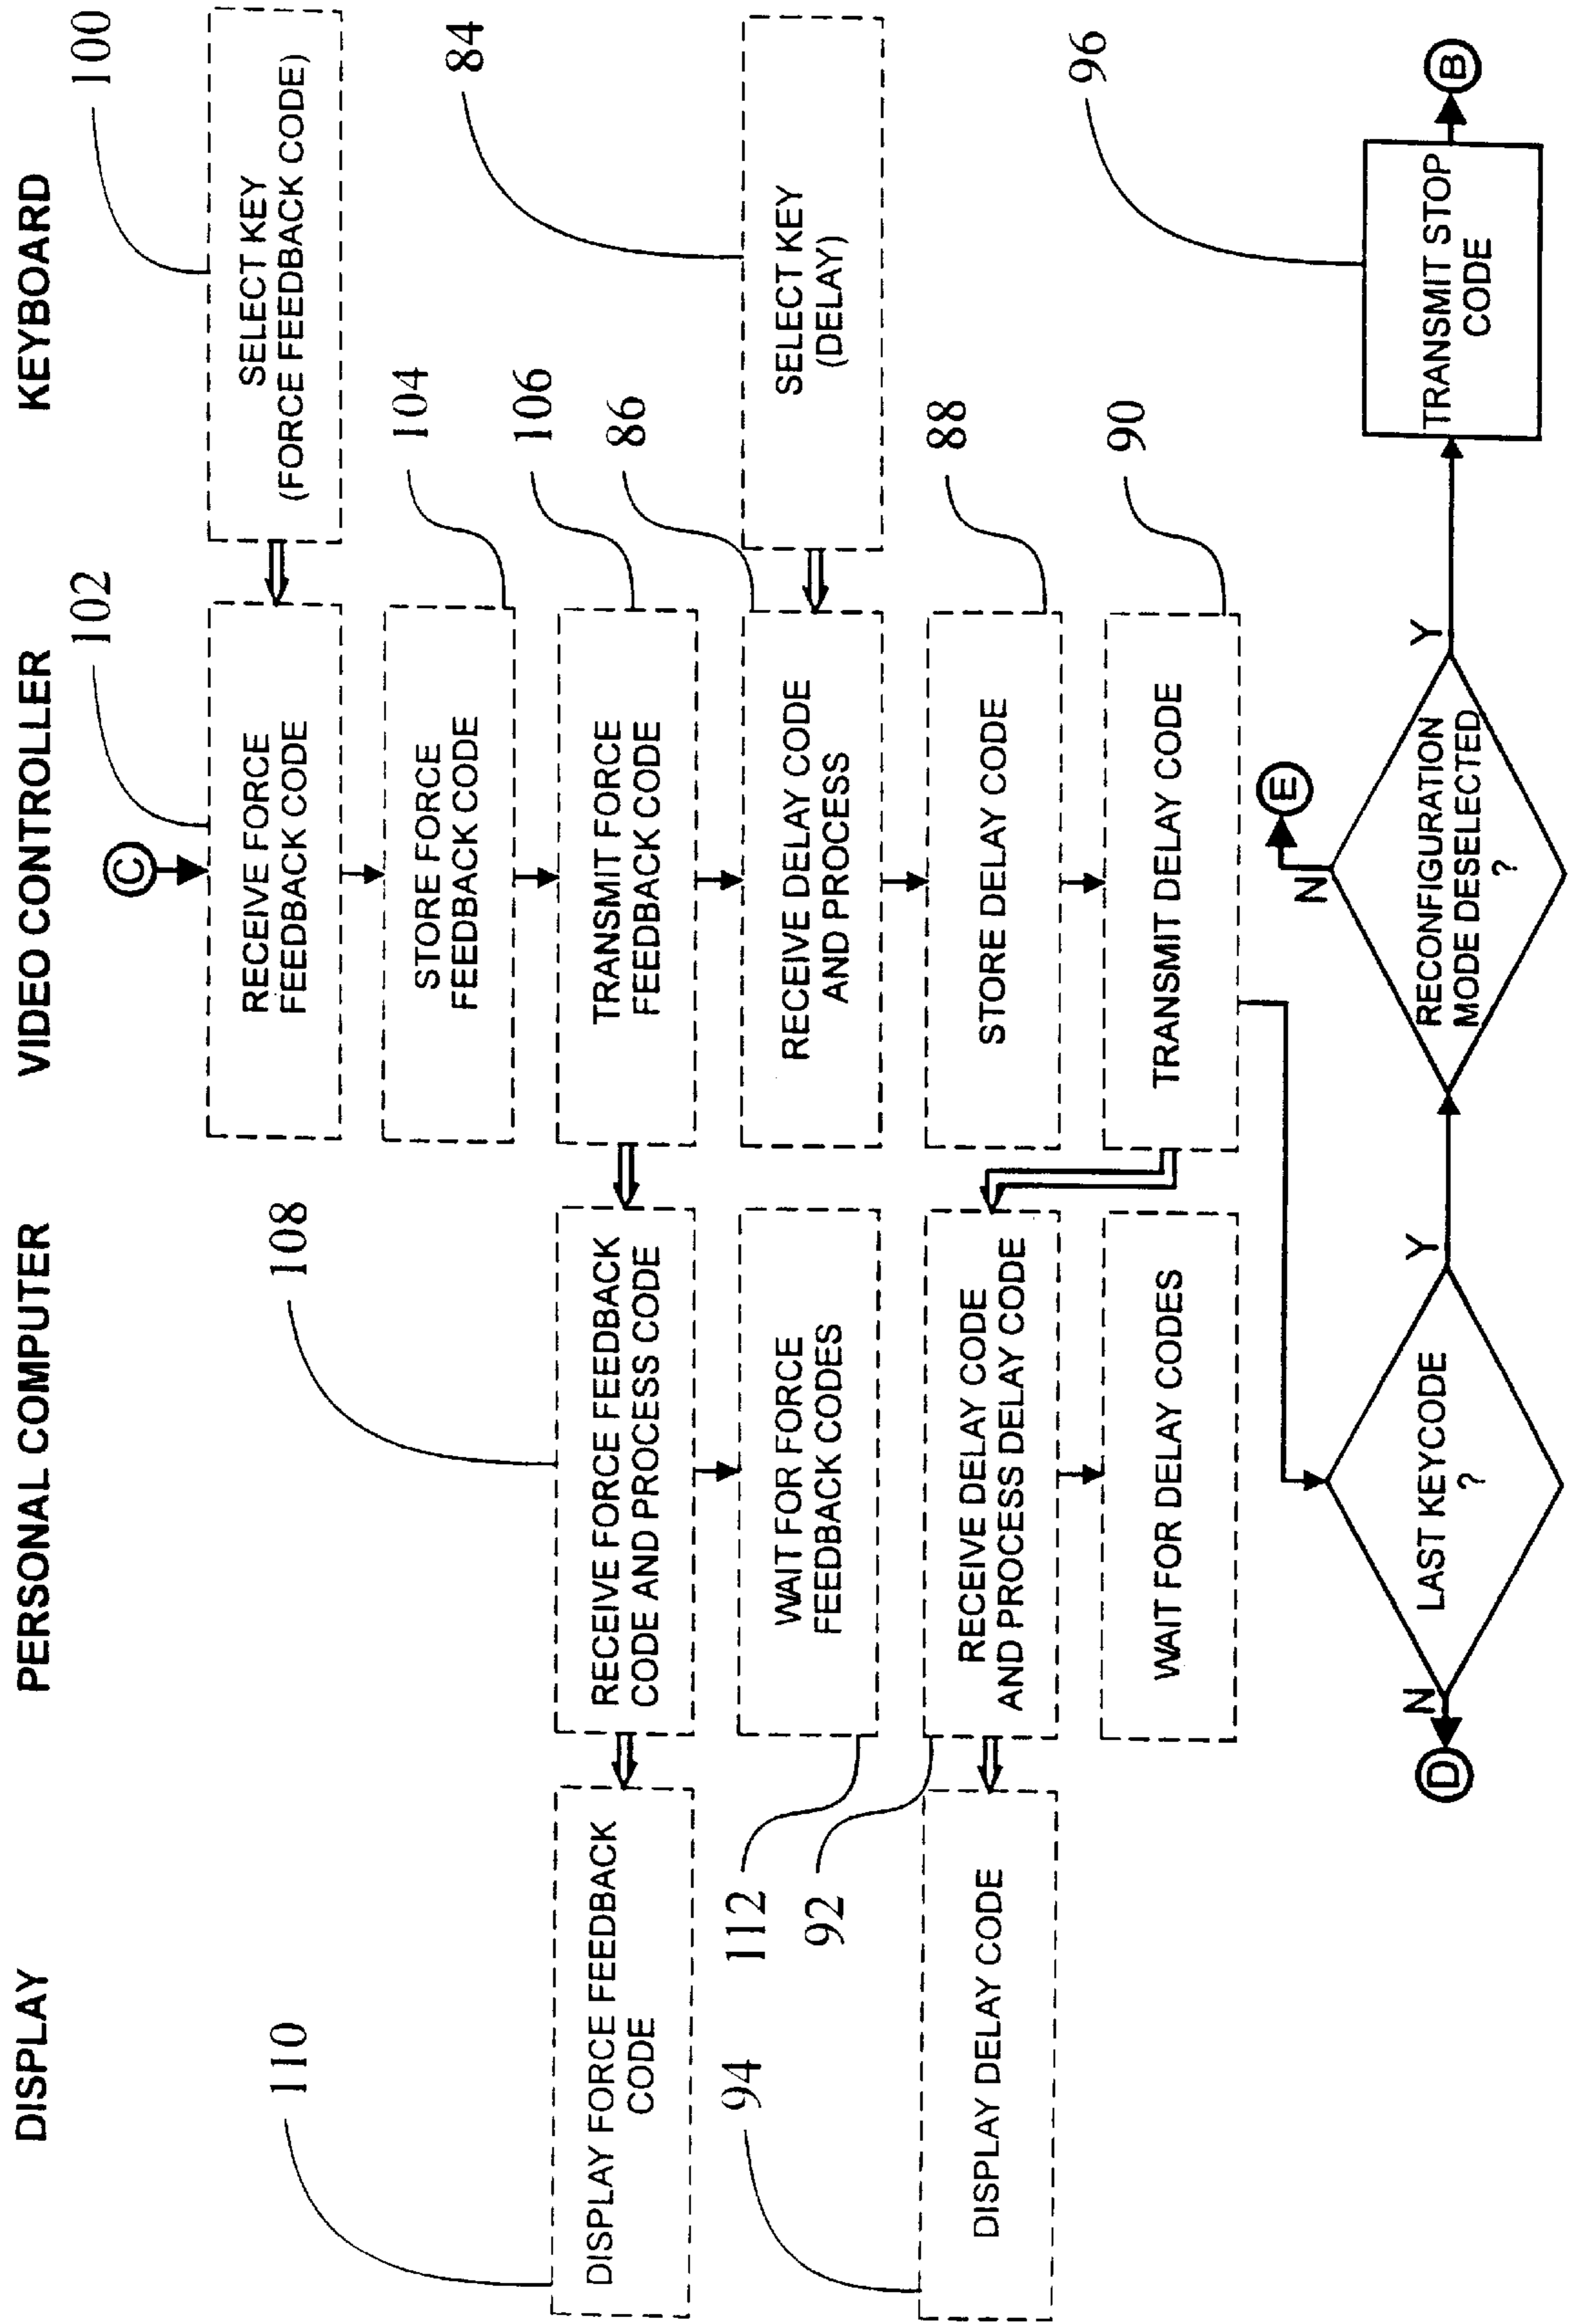 DISPLAY
PERSONAL COMPUTER
VIDEO CONTROLLER
KEYBOARD
100
102
C
SELECT KEY
(FORCE FEEDBACK CODE)
RECEIVE FORCE
FEEDBACK CODE
104
STORE FORCE
FEEDBACK CODE
106
110
108
DISPLAY FORCE FEEDBACK
CODE
RECEIVE FORCE FEEDBACK
CODE AND PROCESS CODE
TRANSMIT FORCE
FEEDBACK CODE
86
84
112
WAIT FOR FORCE
FEEDBACK CODES
RECEIVE DELAY CODE
AND PROCESS
SELECT KEY
(DELAY)
94
92
DISPLAY DELAY CODE
RECEIVE DELAY CODE
AND PROCESS DELAY CODE
STORE DELAY CODE
88
WAIT FOR DELAY CODES
TRANSMIT DELAY CODE
90
96
E
D
N
LAST KEYCODE
?
Y
N
RECONFIGURATION
MODE DESELECTED
?
Y
TRANSMIT STOP
CODE
B